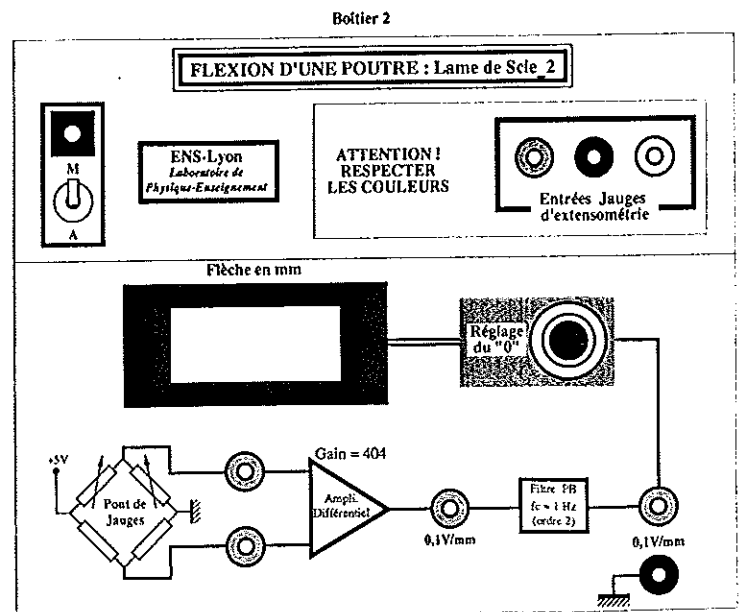 Boîtier 2
FLEXION D'UNE POUTRE : Lame de Scie_2
M
A
ENS-Lyon
Laboratoire de
Physique-Enseignement
ATTENTION !
RESPECTER
LES COULEURS
Entrées Jauges
d'extensométrie
Flèche en mm
Réglage
du "0"
+5V
Pont de
Jauges
Gain = 404
Ampli.
Différentiel
0,1V/mm
Filtre PB
fc = 1 Hz
(ordre 2)
0,1V/mm